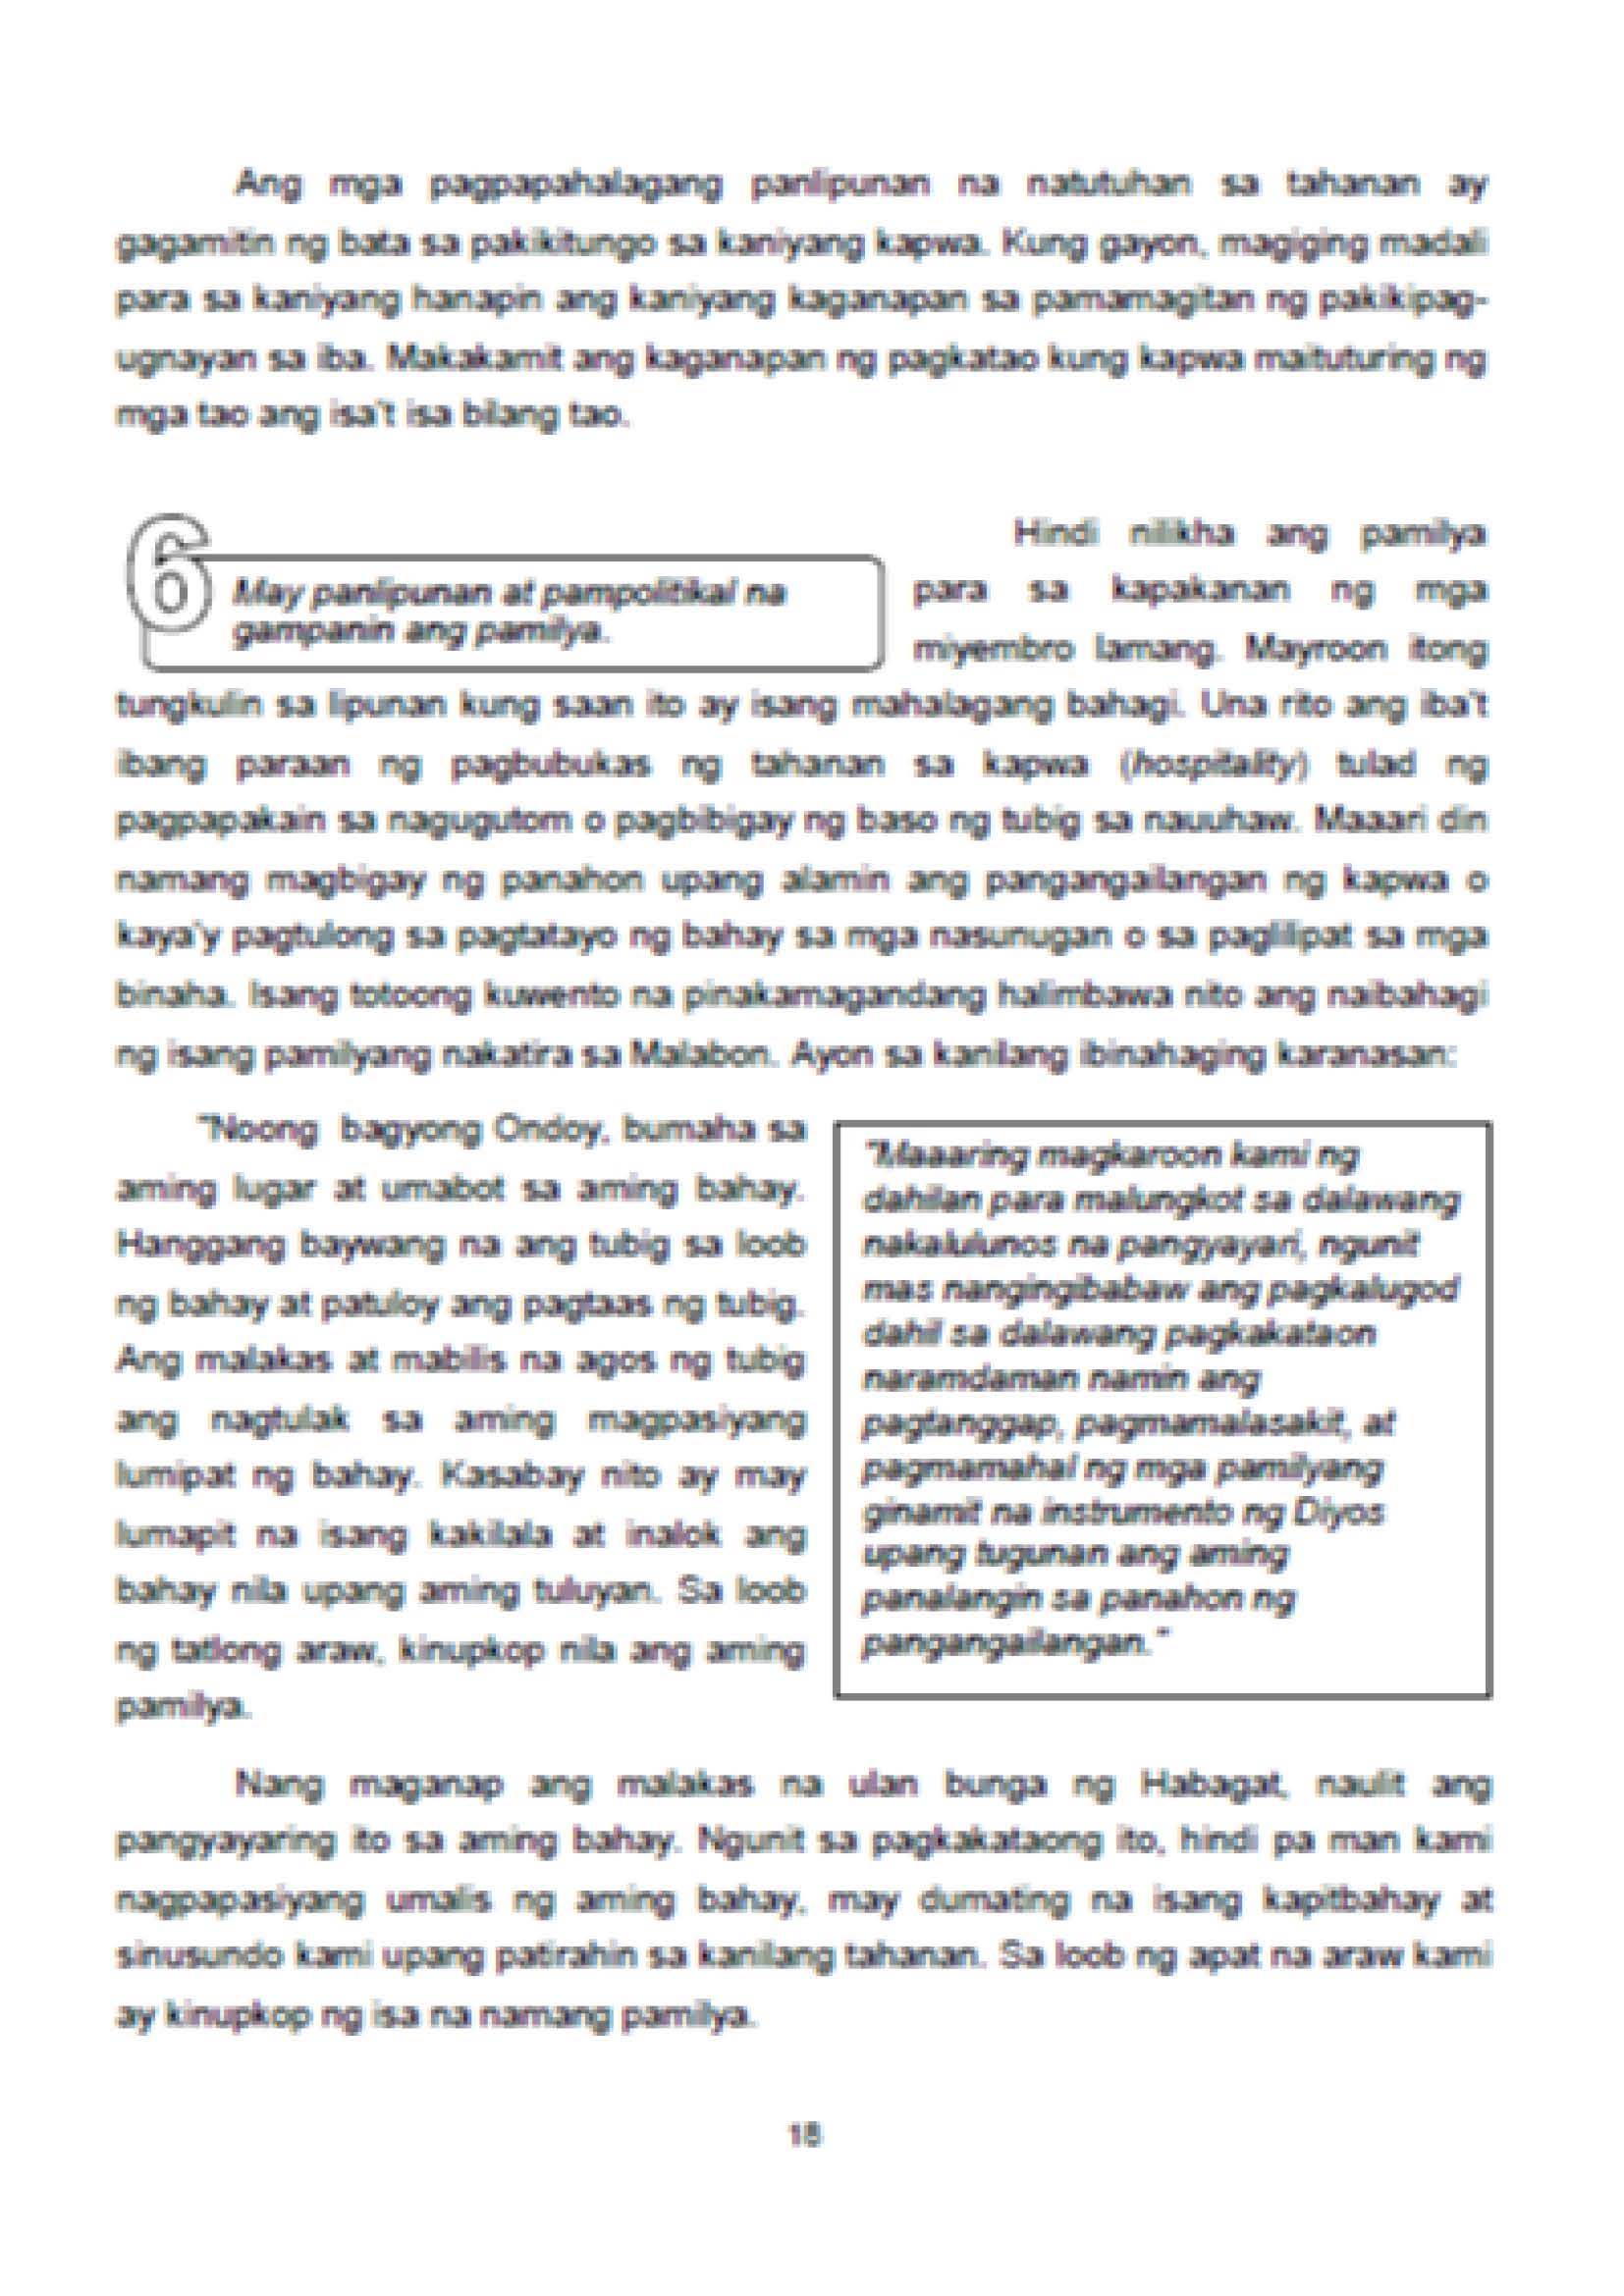 Ang mga pagpapahalagang panlipunan na natutuhan sa tahanan ay
gagamitin ng bata sa pakikitungo sa kaniyang kapwa. Kung gayon, magiging madali
para sa kaniyang hanapin ang kaniyang kaganapan sa pamamagitan ng pakikipag-
ugnayan sa iba. Makakamit ang kaganapan ng pagkatao kung kapwa maituturing ng
mga tao ang isa't isa bilang tao.
6
May panlipunan at pampolitikal na
gampanin ang pamilya.
Hindi nilikha ang pamilya
para sa kapakanan ng mga
miyembro lamang. Mayroon itong
tungkulin sa lipunan kung saan ito ay isang mahalagang bahagi. Una rito ang iba't
ibang paraan ng pagbubukas ng tahanan sa kapwa (hospitality) tulad ng
pagpapakain sa nagugutom o pagbibigay ng baso ng tubig sa nauuhaw. Maaari din
namang magbigay ng panahon upang alamin ang pangangailangan ng kapwa o
kaya'y pagtulong sa pagtatayo ng bahay sa mga nasunugan o sa paglilipat sa mga
binaha. Isang totoong kuwento na pinakamagandang halimbawa nito ang naibahagi
ng isang pamilyang nakatira sa Malabon. Ayon sa kanilang ibinahaging karanasan:
"Noong bagyong Ondoy, bumaha sa
aming lugar at umabot sa aming bahay.
Hanggang baywang na ang tubig sa loob
ng bahay at patuloy ang pagtaas ng tubig.
Ang malakas at mabilis na agos ng tubig
ang nagtulak sa aming magpasiyang
lumipat ng bahay. Kasabay nito ay may
lumapit na isang kakilala at inalok ang
bahay nila upang aming tuluyan. Sa loob
ng tatlong araw, kinupkop nila ang aming
pamilya.
"Maaaring magkaroon kami ng
dahilan para malungkot sa dalawang
nakalulunos na pangyayari, ngunit
mas nangingibabaw ang pagkalugod
dahil sa dalawang pagkakataon
naramdaman namin ang
pagtanggap, pagmamalasakit, at
pagmamahal ng mga pamilyang
ginamit na instrumento ng Diyos
upang tugunan ang aming
panalangin sa panahon ng
pangangailangan."
Nang maganap ang malakas na ulan bunga ng Habagat, naulit ang
pangyayaring ito sa aming bahay. Ngunit sa pagkakataong ito, hindi pa man kami
nagpapasiyang umalis ng aming bahay, may dumating na isang kapitbahay at
sinusundo kami upang patirahin sa kanilang tahanan. Sa loob ng apat na araw kami
ay kinupkop ng isa na namang pamilya.
18